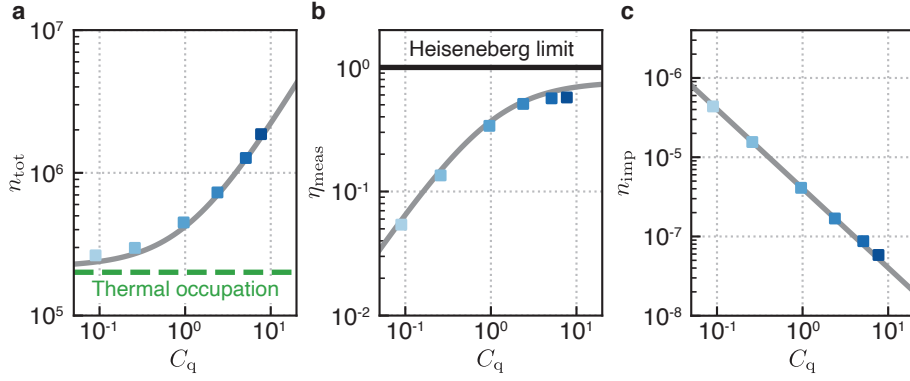 a
10^7
10^6
10^5
n_tot
Thermal occupation
10^-1
10^0
10^1
C_q
b
Heiseneberg limit
10^0
10^-1
10^-2
η_meas
10^-1
10^0
10^1
C_q
c
10^-6
10^-5
10^-7
10^-8
n_imp
10^-1
10^0
10^1
C_q